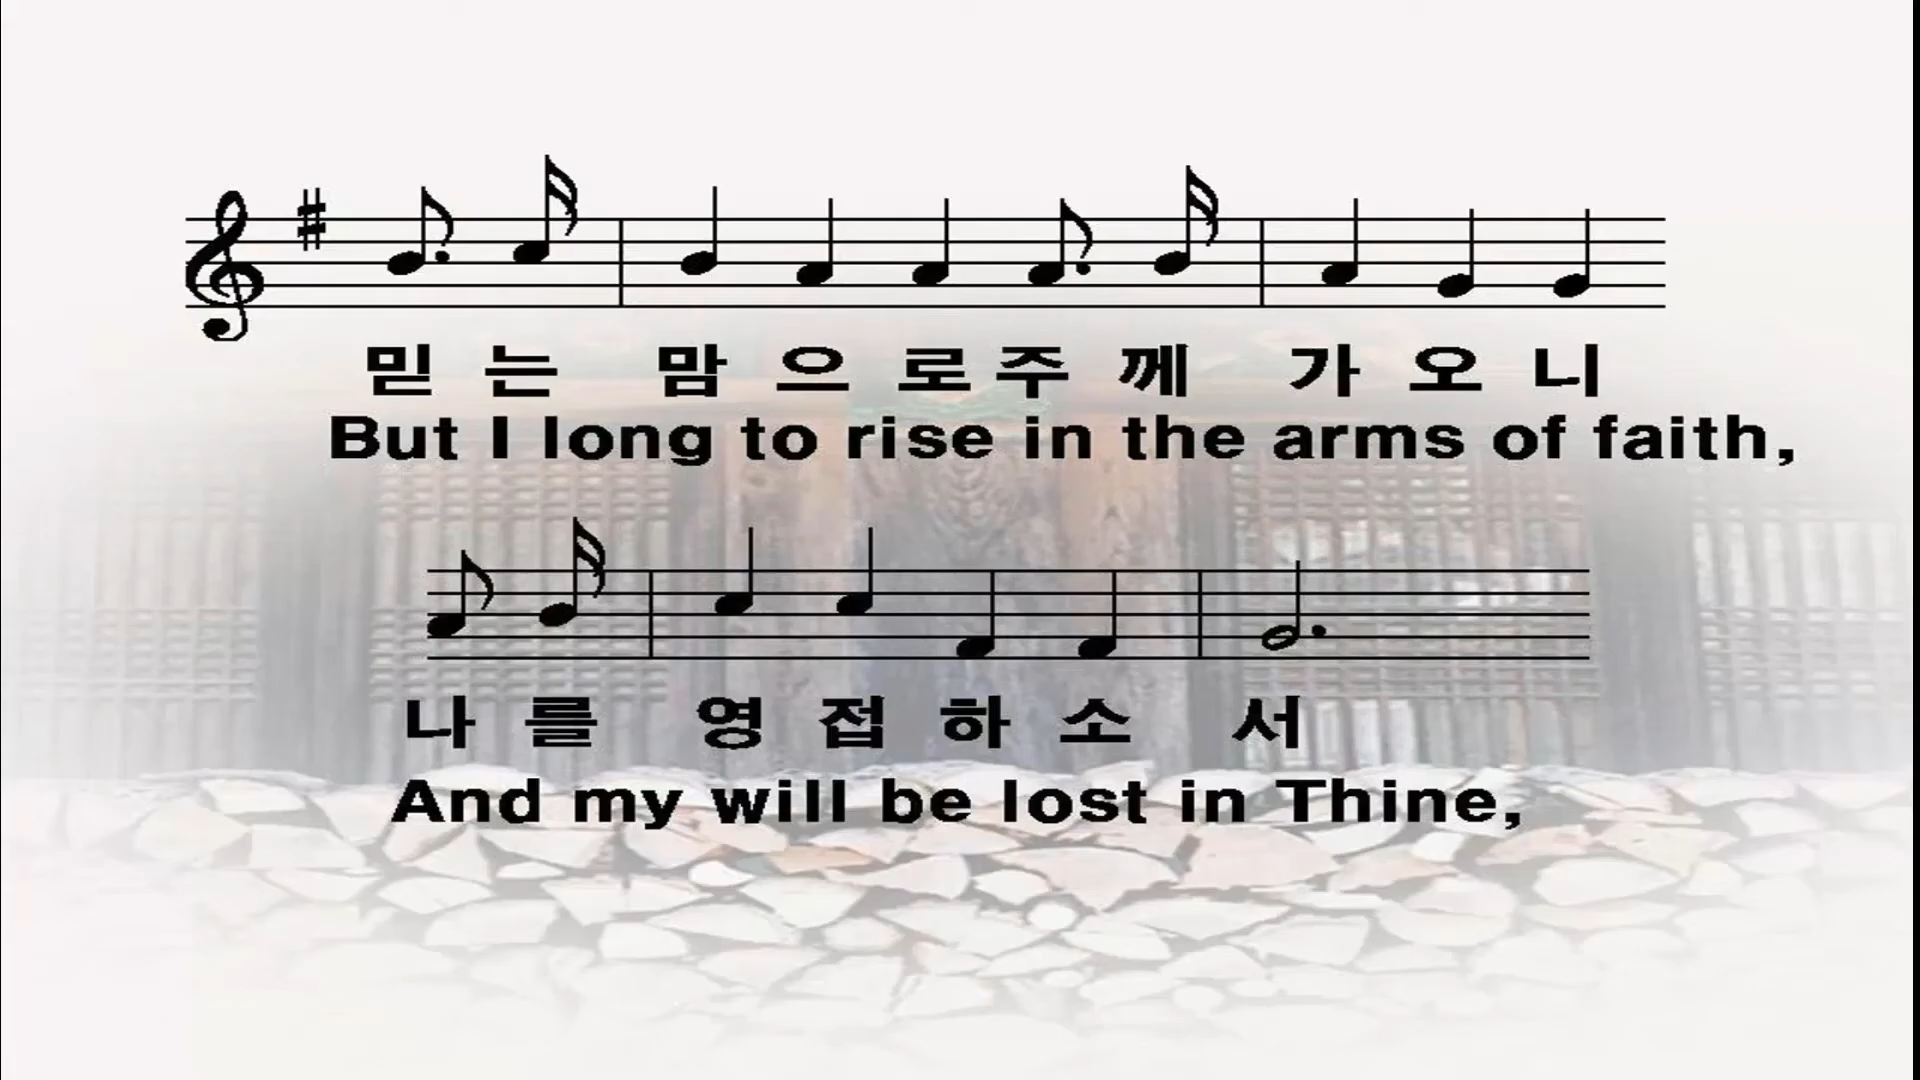 믿 는 맘 으 로 주 께 가 오 니
But I long to rise in the arms of faith,
나 를 영 접 하 소 서
And my will be lost in Thine,